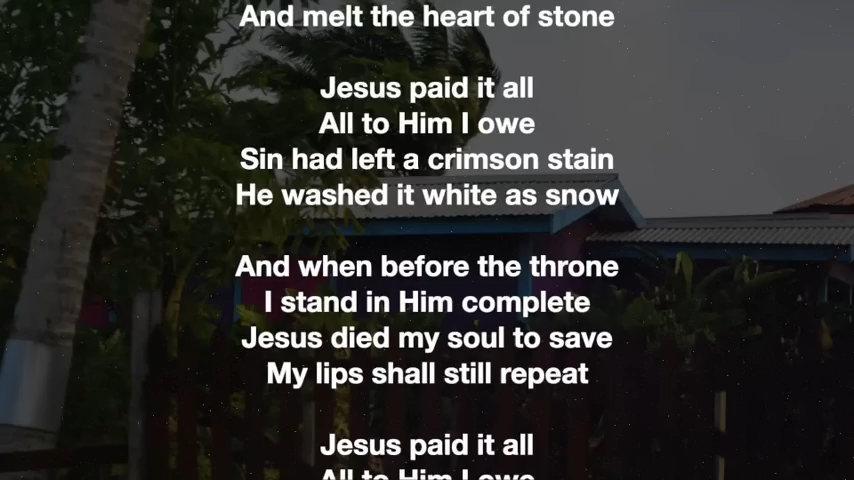 And melt the heart of stone
Jesus paid it all
All to Him I owe
Sin had left a crimson stain
He washed it white as snow
And when before the throne
I stand in Him complete
Jesus died my soul to save
My lips shall still repeat
Jesus paid it all
All to Him I owe